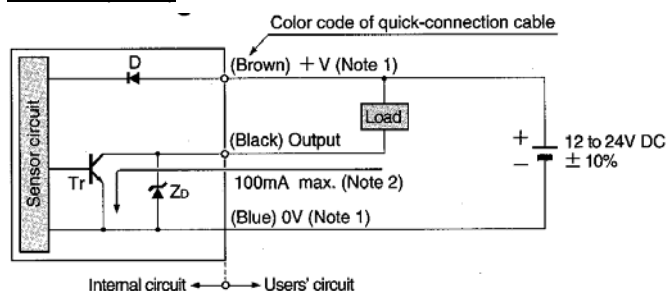 Color code of quick-connection cable
D
(Brown) + V (Note 1)
Sensor circuit
Load
(Black) Output
+
−
12 to 24V DC
± 10%
Tr
ZD
100mA max. (Note 2)
(Blue) 0V (Note 1)
Internal circuit
Users' circuit